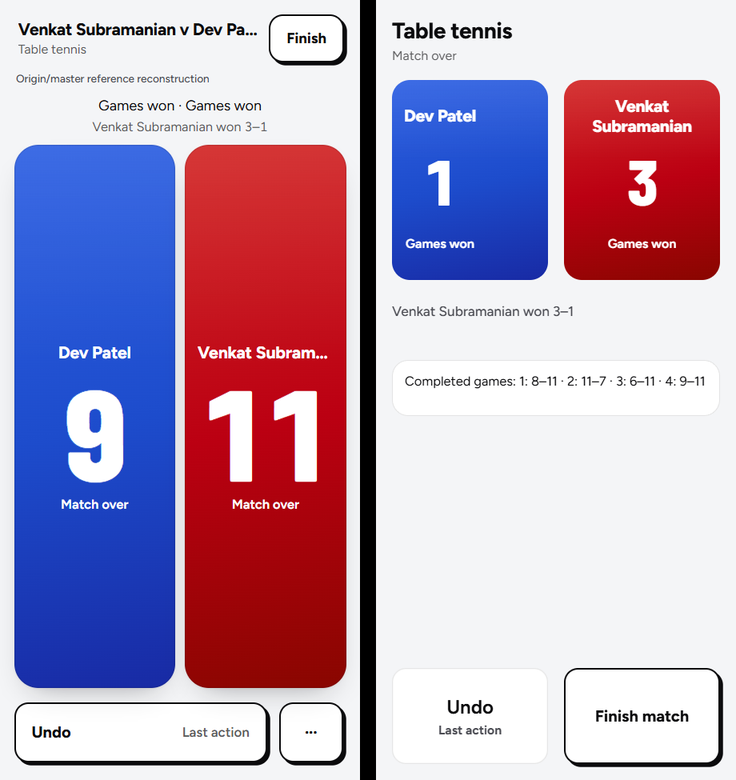 Venkat Subramanian v Dev Pa...
Table tennis
Finish
Origin/master reference reconstruction
Games won · Games won
Venkat Subramanian won 3–1
Dev Patel
9
Match over
Venkat Subram...
11
Match over
Undo
Last action
...
Table tennis
Match over
Dev Patel
1
Games won
Venkat
Subramanian
3
Games won
Venkat Subramanian won 3–1
Completed games: 1: 8–11 · 2: 11–7 · 3: 6–11 · 4: 9–11
Undo
Last action
Finish match